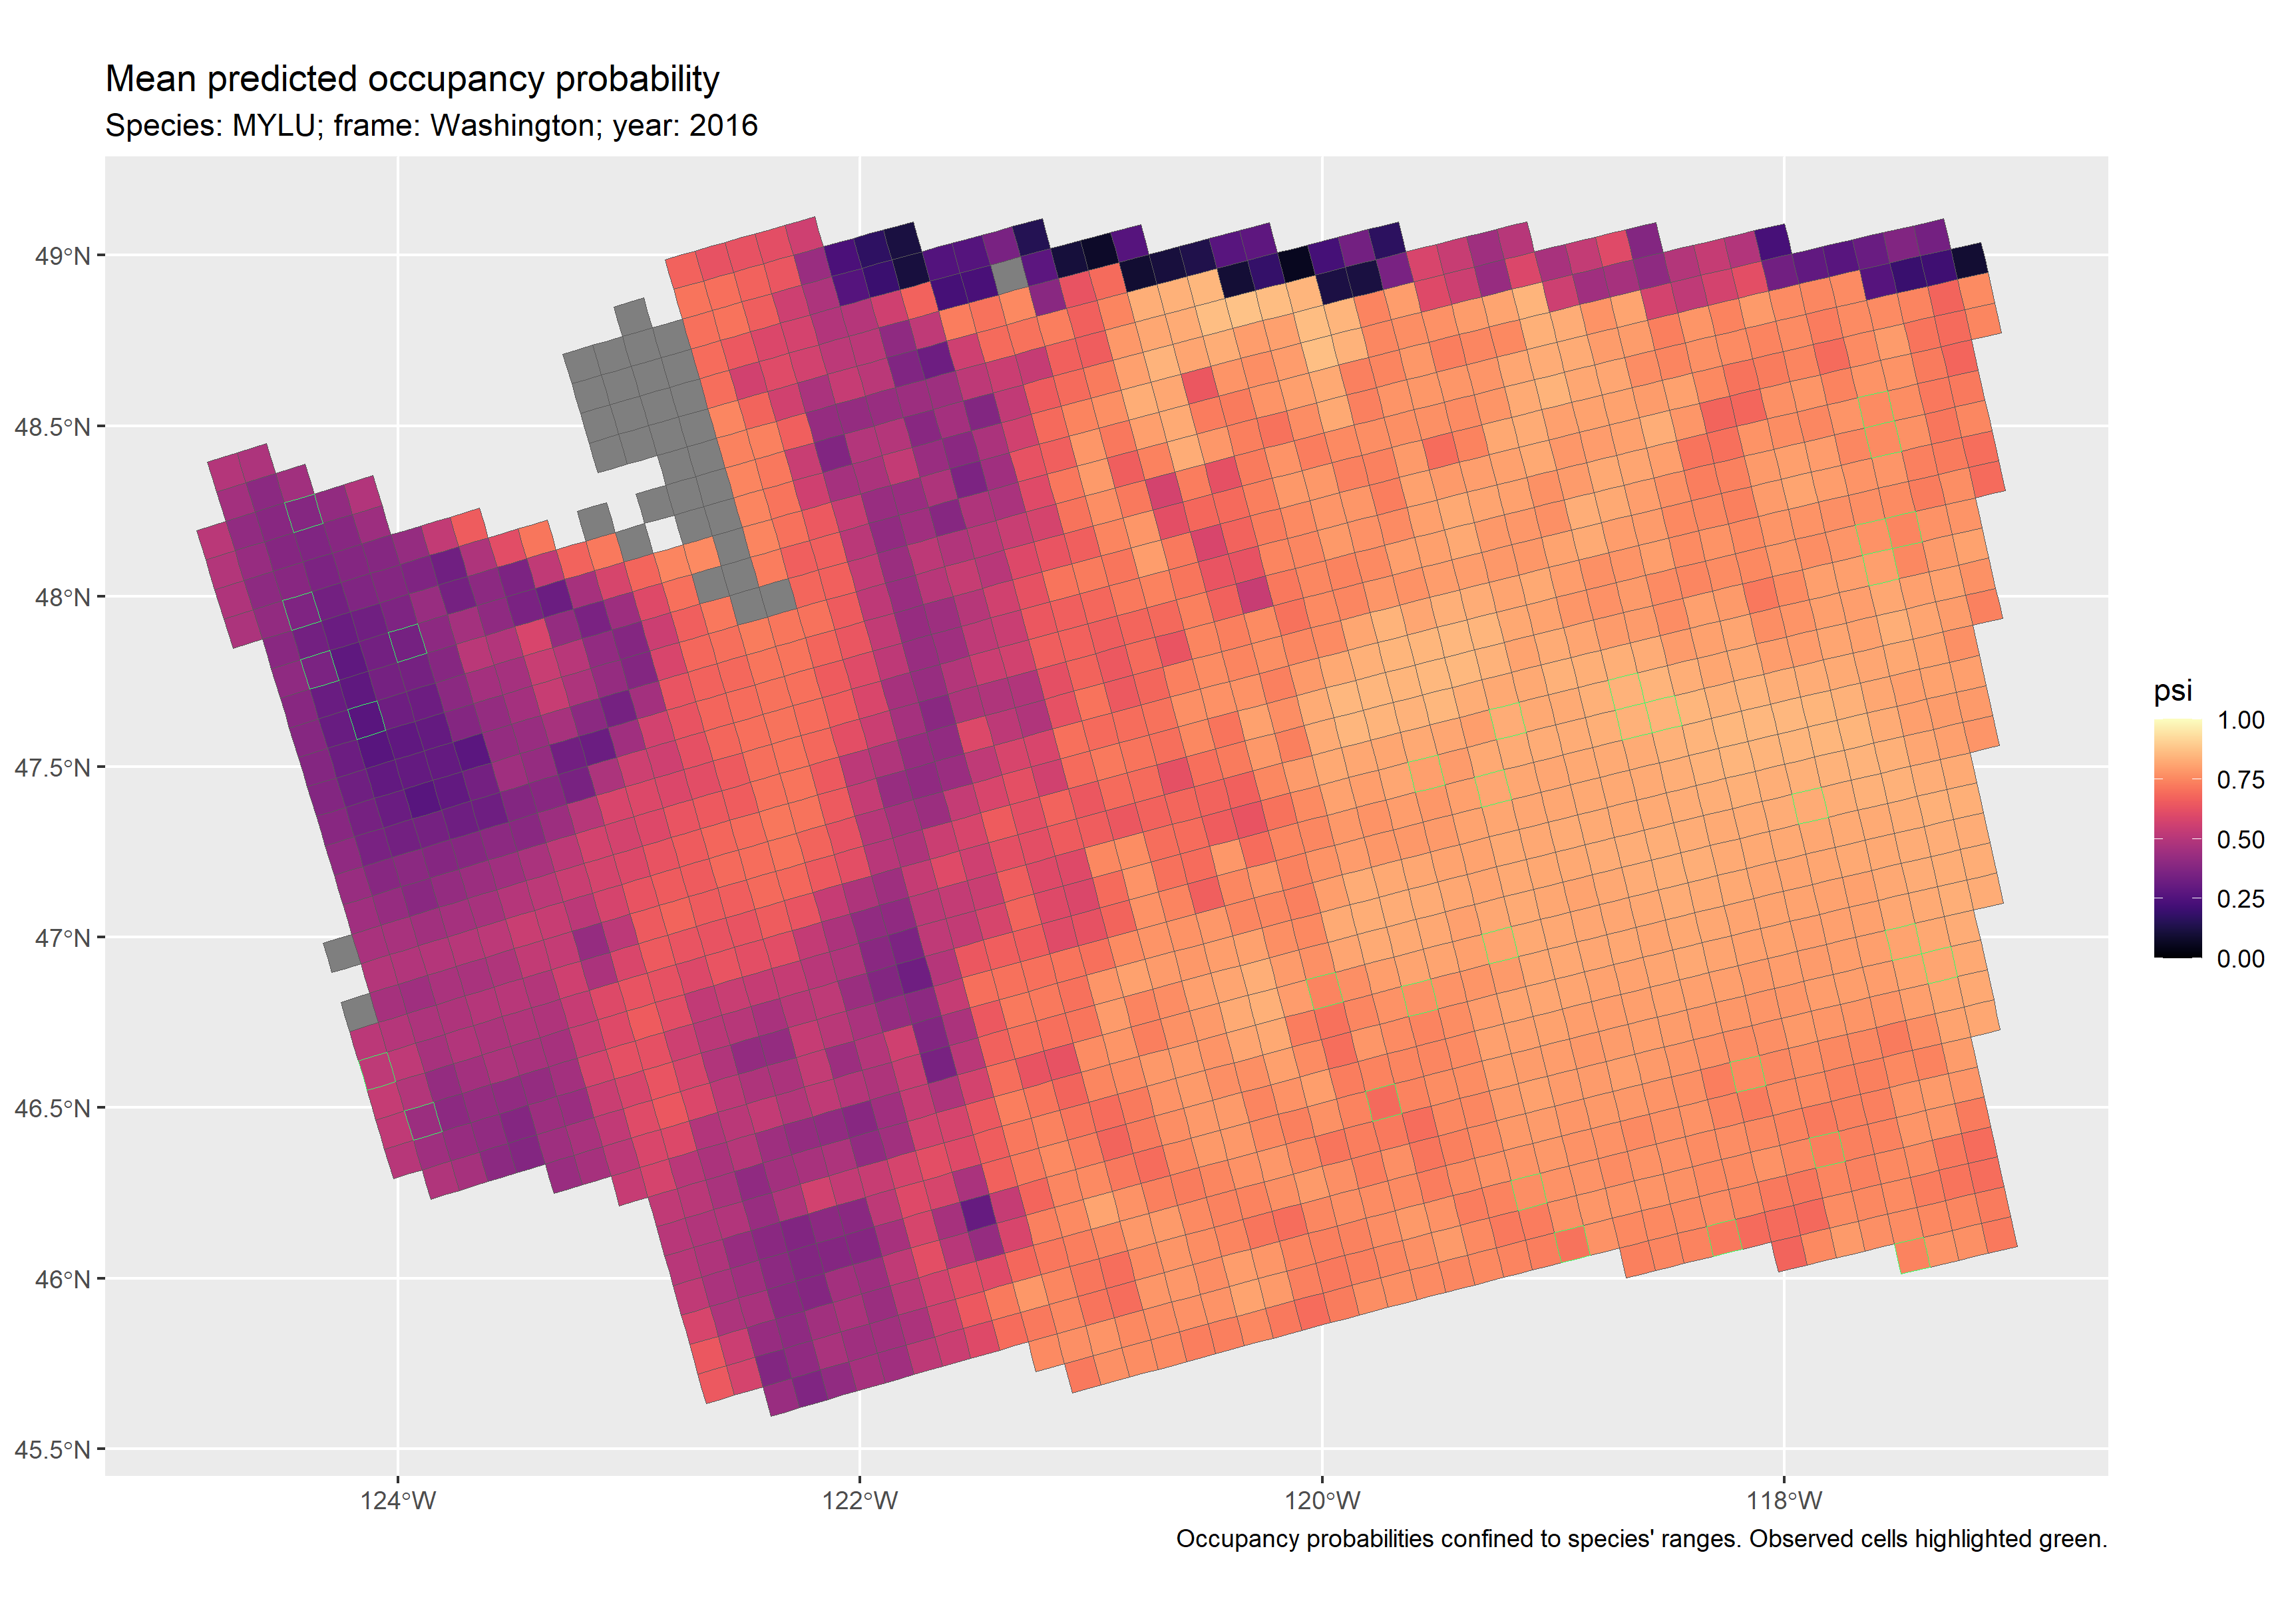 Mean predicted occupancy probability
Species: MYLU; frame: Washington; year: 2016
49°N
48.5°N
48°N
47.5°N
47°N
46.5°N
46°N
45.5°N
124°W
122°W
120°W
118°W
psi
1.00
0.75
0.50
0.25
0.00
Occupancy probabilities confined to species' ranges. Observed cells highlighted green.